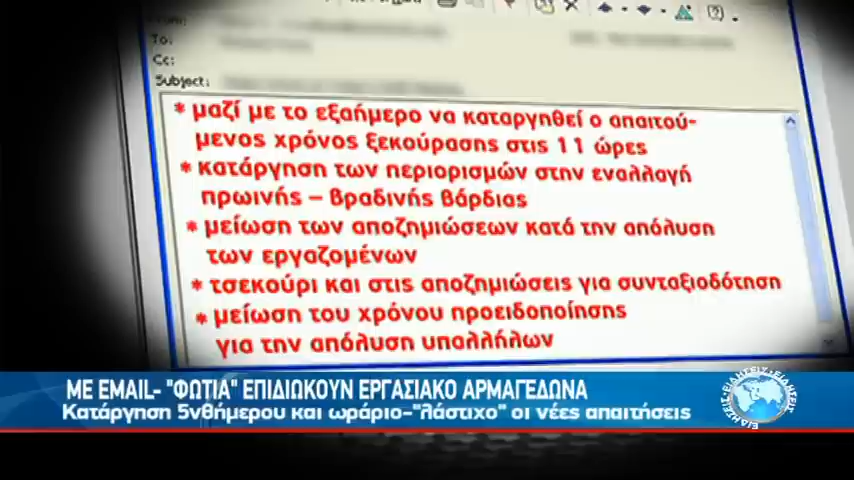 To:
Cc:
Subject:
* μαζί με το εξαήμερο να καταργηθεί ο απαιτού-
μενος χρόνος ξεκούρασης στις 11 ώρες
* κατάργηση των περιορισμών στην εναλλαγή
πρωινής – βραδινής βάρδιας
* μείωση των αποζημιώσεων κατά την απόλυση
των εργαζομένων
* τσεκούρι και στις αποζημιώσεις για συνταξιοδότηση
* μείωση του χρόνου προειδοποίησης
για την απόλυση υπαλλήλων
ΜΕ EMAIL- "ΦΩΤΙΑ" ΕΠΙΔΙΩΚΟΥΝ ΕΡΓΑΣΙΑΚΟ ΑΡΜΑΓΕΔΩΝΑ
Κατάργηση 5νθήμερου και ωράριο-"λάστιχο" οι νέες απαιτήσεις
ΕΙΔΗΣΕΙΣ ΕΙΔΗΣΕΙΣ